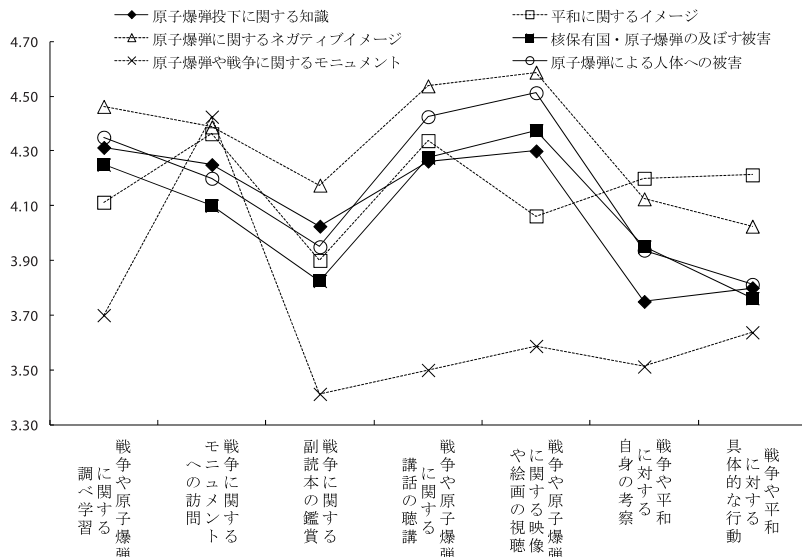 原子爆弾投下に関する知識
平和に関するイメージ
原子爆弾に関するネガティブイメージ
核保有国・原子爆弾の及ぼす被害
原子爆弾や戦争に関するモニュメント
原子爆弾による人体への被害
4.70
4.50
4.30
4.10
3.90
3.70
3.50
3.30
戦争や原子爆弾
に関する
調べ学習
戦争に関する
モニュメント
への訪問
戦争に関する
副読本の鑑賞
戦争や原子爆弾
に関する
講話の聴講
戦争や原子爆弾
に関する映像
や絵画の視聴
戦争や平和
に対する
自身の考察
戦争や平和
に対する
具体的な行動